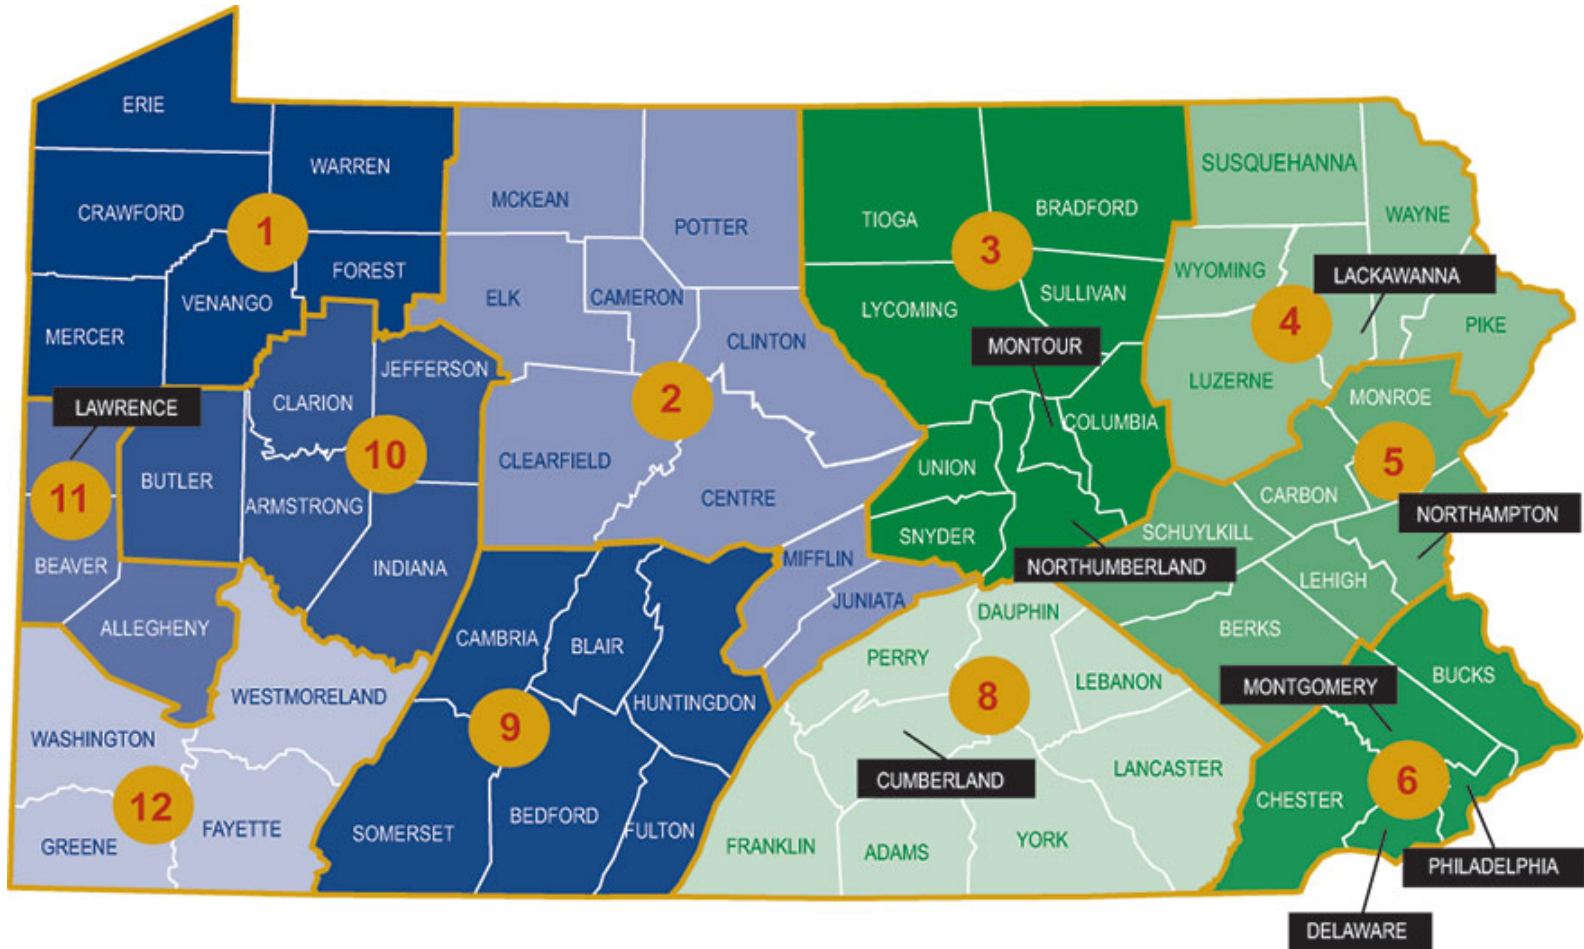 ERIE
WARREN
CRAWFORD
1
FOREST
VENANGO
MERCER
MCKEAN
POTTER
ELK
CAMERON
CLINTON
2
CLEARFIELD
CENTRE
MIFFLIN
JUNIATA
TIOGA
BRADFORD
3
LYCOMING
SULLIVAN
MONTOUR
COLUMBIA
UNION
SNYDER
NORTHUMBERLAND
SUSQUEHANNA
WAYNE
WYOMING
LACKAWANNA
4
PIKE
LUZERNE
MONROE
5
CARBON
NORTHAMPTON
SCHUYLKILL
LEHIGH
BERKS
LAWRENCE
11
BEAVER
ALLEGHENY
CLARION
JEFFERSON
10
BUTLER
ARMSTRONG
INDIANA
WESTMORELAND
WASHINGTON
12
GREENE
FAYETTE
CAMBRIA
BLAIR
HUNTINGDON
9
SOMERSET
BEDFORD
FULTON
DAUPHIN
PERRY
LEBANON
8
CUMBERLAND
LANCASTER
FRANKLIN
ADAMS
YORK
MONTGOMERY
BUCKS
6
CHESTER
PHILADELPHIA
DELAWARE